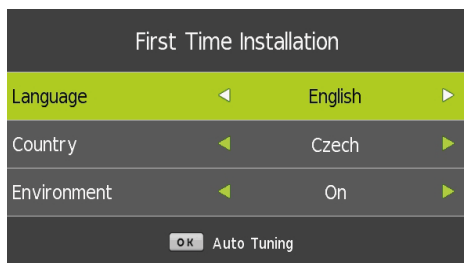 First Time Installation
Language English
Country Czech
Environment On
OK Auto Tuning